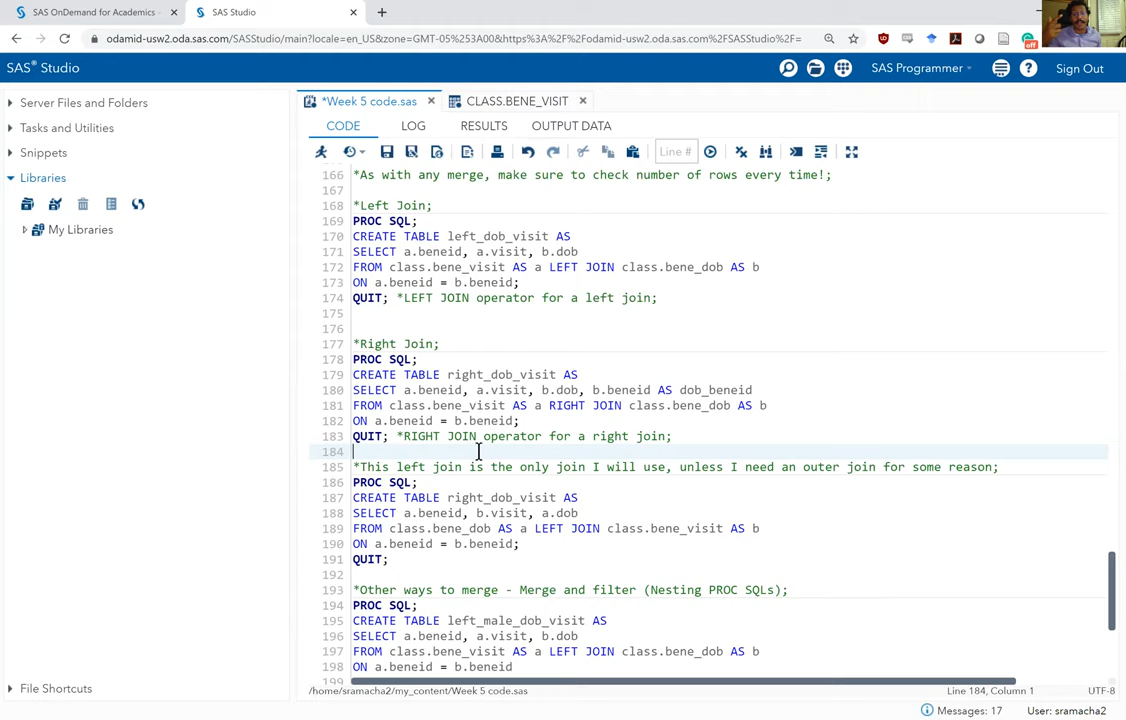 SAS OnDemand for Academics -
SAS Studio
odamid-usw2.oda.sas.com/SASStudio/main?locale=en_US&zone=GMT-05%253A00&https%3A%2F%2Fodamid-usw2.oda.sas.com%2FSASStudio%2F=
off
SAS® Studio
SAS Programmer
Sign Out
Server Files and Folders
Tasks and Utilities
Snippets
Libraries
My Libraries
File Shortcuts
*Week 5 code.sas
CLASS.BENE_VISIT
CODE
LOG
RESULTS
OUTPUT DATA
Line #
166 *As with any merge, make sure to check number of rows every time!;
167
168 *Left Join;
169 PROC SQL;
170 CREATE TABLE left_dob_visit AS
171 SELECT a.beneid, a.visit, b.dob
172 FROM class.bene_visit AS a LEFT JOIN class.bene_dob AS b
173 ON a.beneid = b.beneid;
174 QUIT; *LEFT JOIN operator for a left join;
175
176
177 *Right Join;
178 PROC SQL;
179 CREATE TABLE right_dob_visit AS
180 SELECT a.beneid, a.visit, b.dob, b.beneid AS dob_beneid
181 FROM class.bene_visit AS a RIGHT JOIN class.bene_dob AS b
182 ON a.beneid = b.beneid;
183 QUIT; *RIGHT JOIN operator for a right join;
184
185 *This left join is the only join I will use, unless I need an outer join for some reason;
186 PROC SQL;
187 CREATE TABLE right_dob_visit AS
188 SELECT a.beneid, b.visit, a.dob
189 FROM class.bene_dob AS a LEFT JOIN class.bene_visit AS b
190 ON a.beneid = b.beneid;
191 QUIT;
192
193 *Other ways to merge - Merge and filter (Nesting PROC SQLs);
194 PROC SQL;
195 CREATE TABLE left_male_dob_visit AS
196 SELECT a.beneid, a.visit, b.dob
197 FROM class.bene_visit AS a LEFT JOIN class.bene_dob AS b
198 ON a.beneid = b.beneid
199
/home/sramacha2/my_content/Week 5 code.sas
Line 184, Column 1
UTF-8
Messages: 17
User: sramacha2